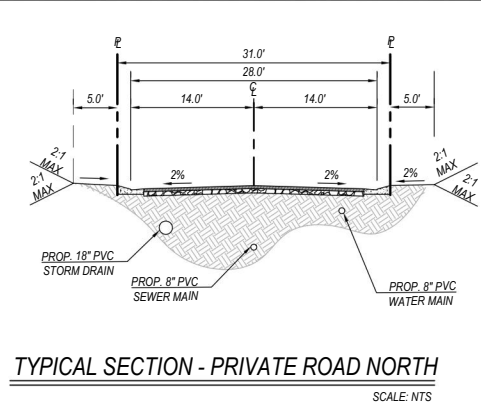 ℄ ℄
31.0'
28.0'
5.0' 14.0' ℄ 14.0' 5.0'
2:1 MAX
2:1 MAX
2% 2% 2%
2:1 MAX
2:1 MAX
PROP. 18" PVC
STORM DRAIN
PROP. 8" PVC
SEWER MAIN
PROP. 8" PVC
WATER MAIN
TYPICAL SECTION - PRIVATE ROAD NORTH
SCALE: NTS